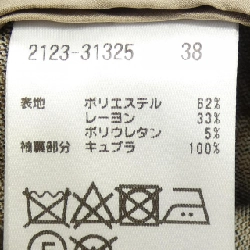 2123-31325 38
表地 ポリエステル 62%
レーヨン 33%
ポリウレタン 5%
袖裏部分 キュプラ 100%